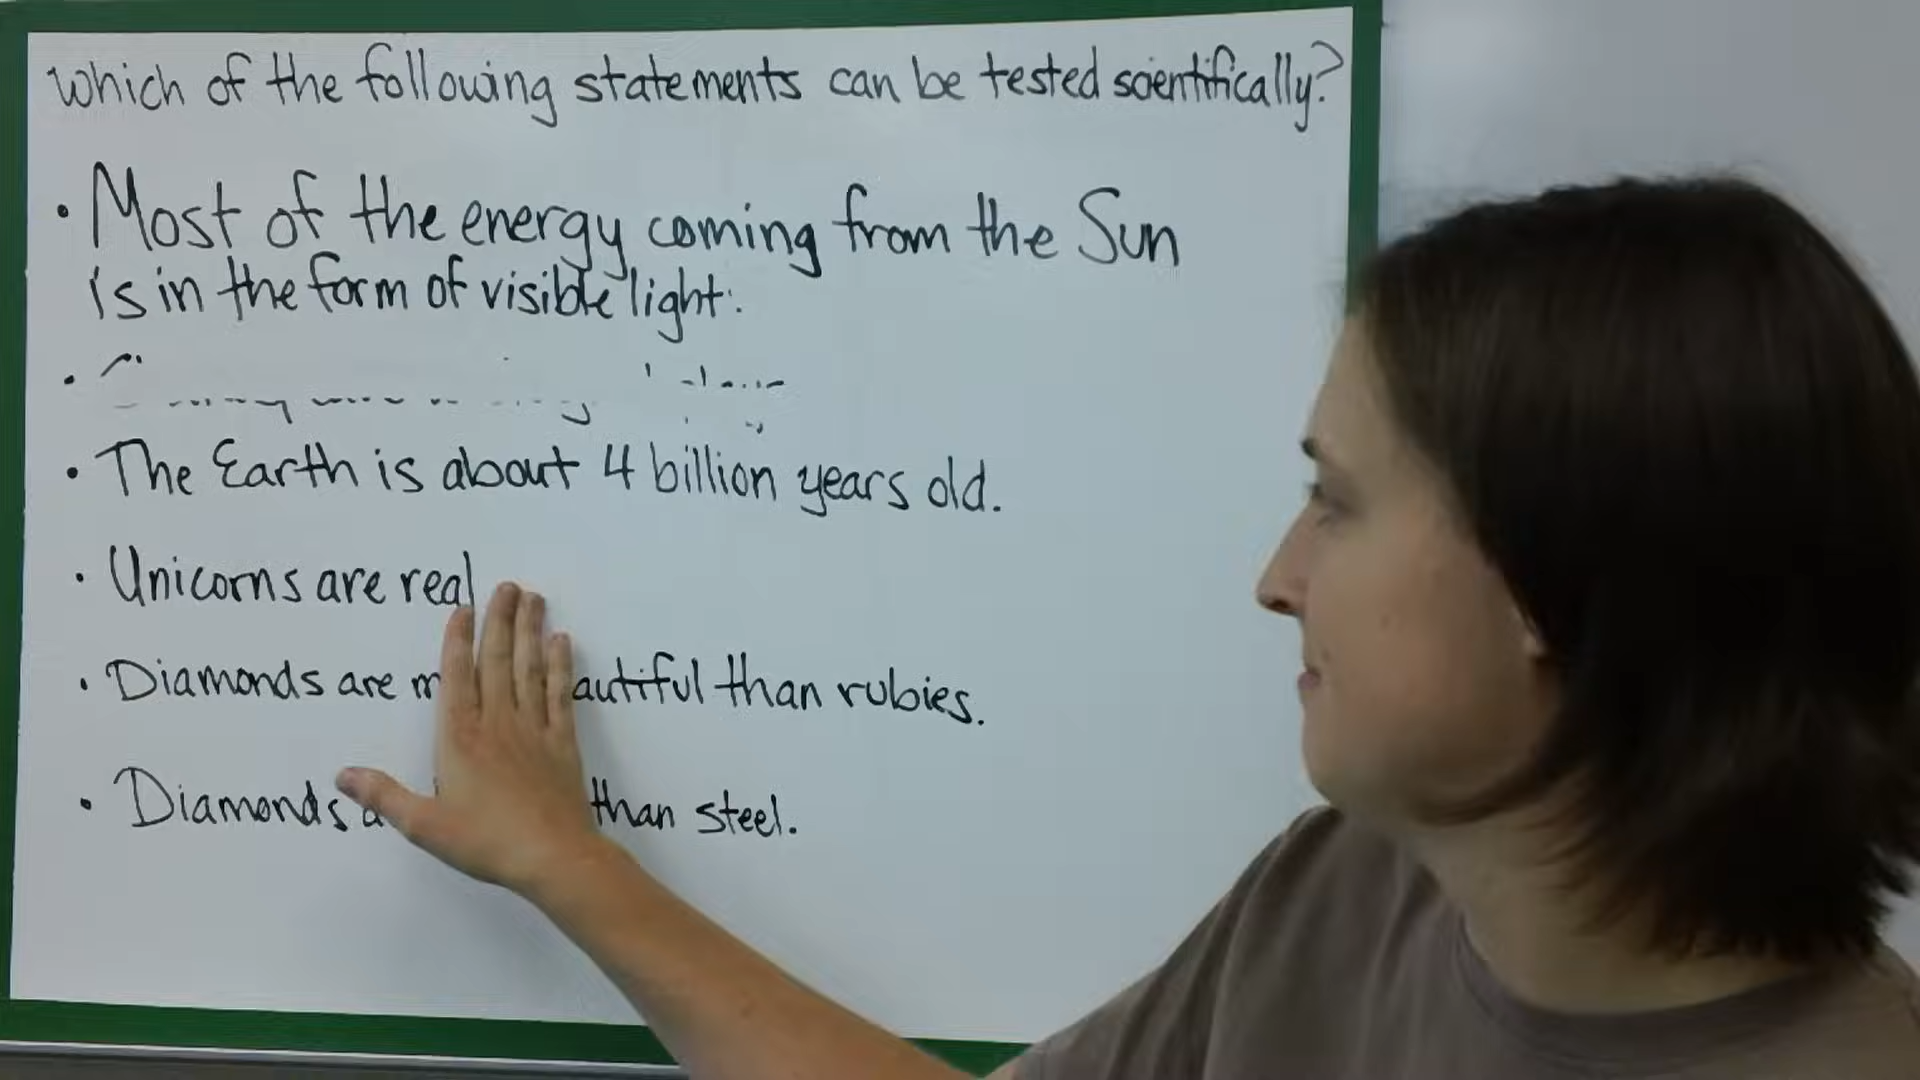 Which of the following statements can be tested scientifically?
• Most of the energy coming from the Sun
is in the form of visible light.
•
• The Earth is about 4 billion years old.
• Unicorns are real
• Diamonds are than rubies.
• Diamonds than steel.